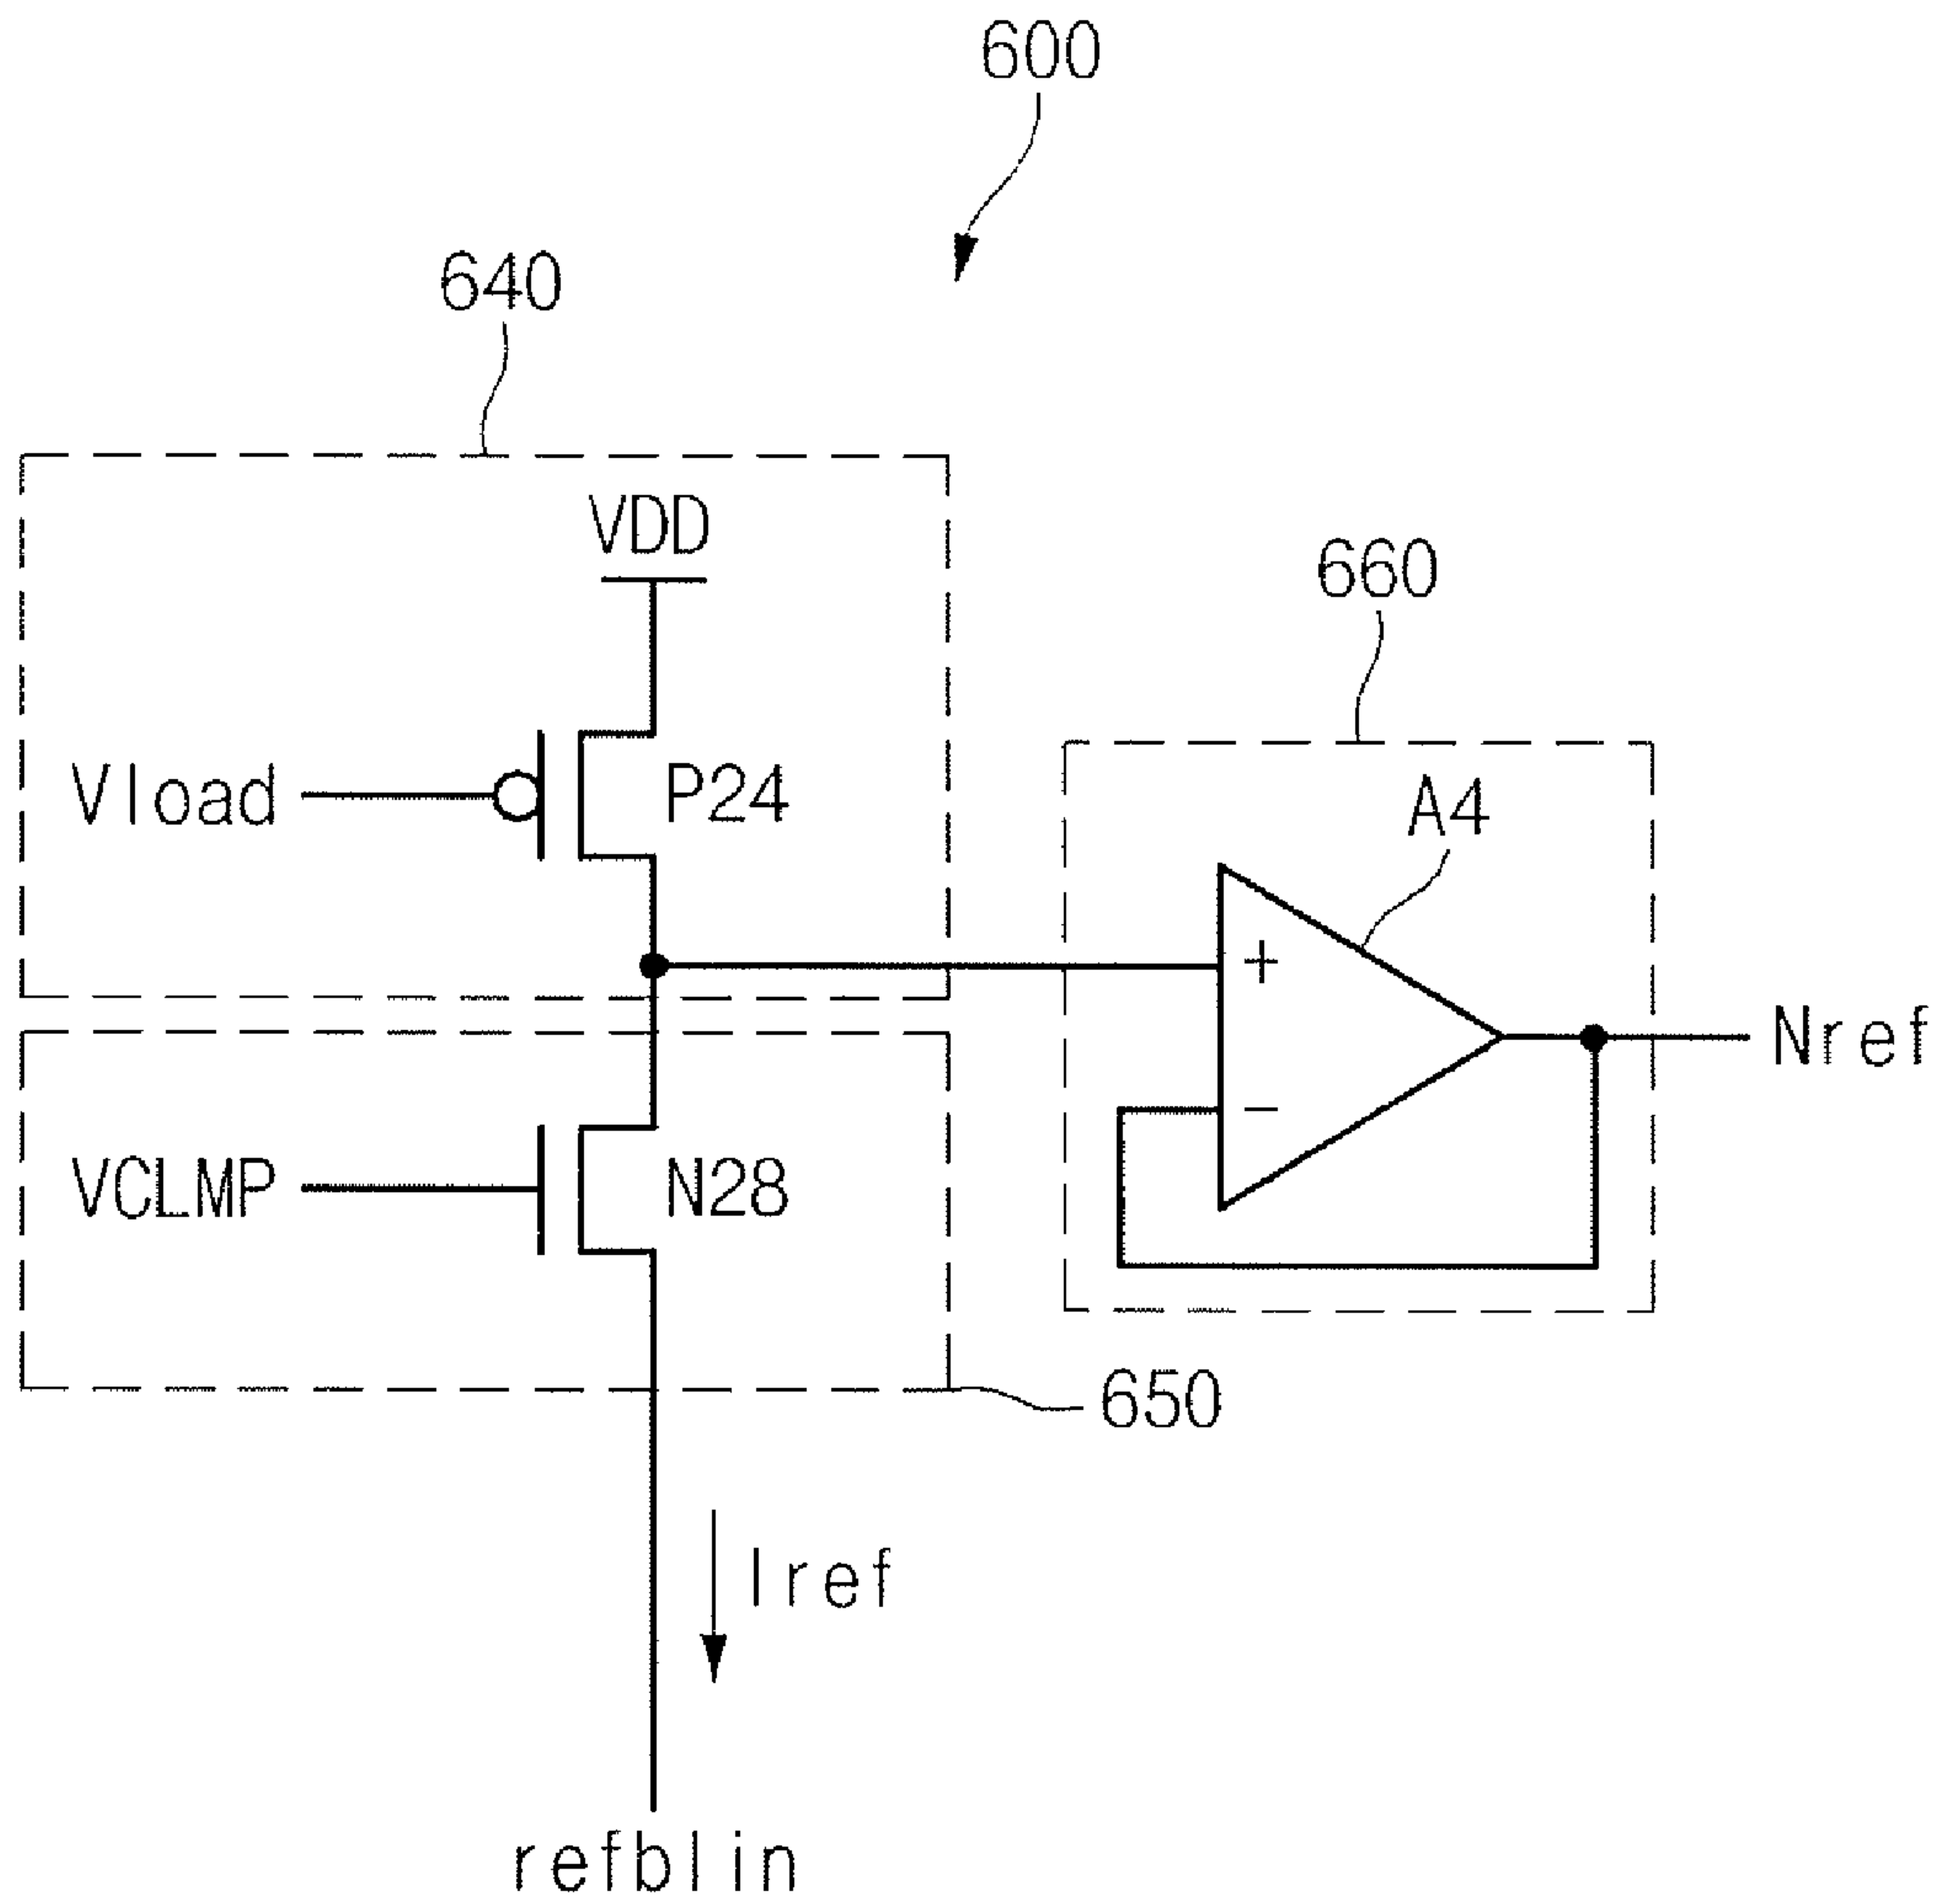 600
640
VDD
660
Vload
P24
A4
+
Nref
−
VCLMP
N28
650
Iref
refblin